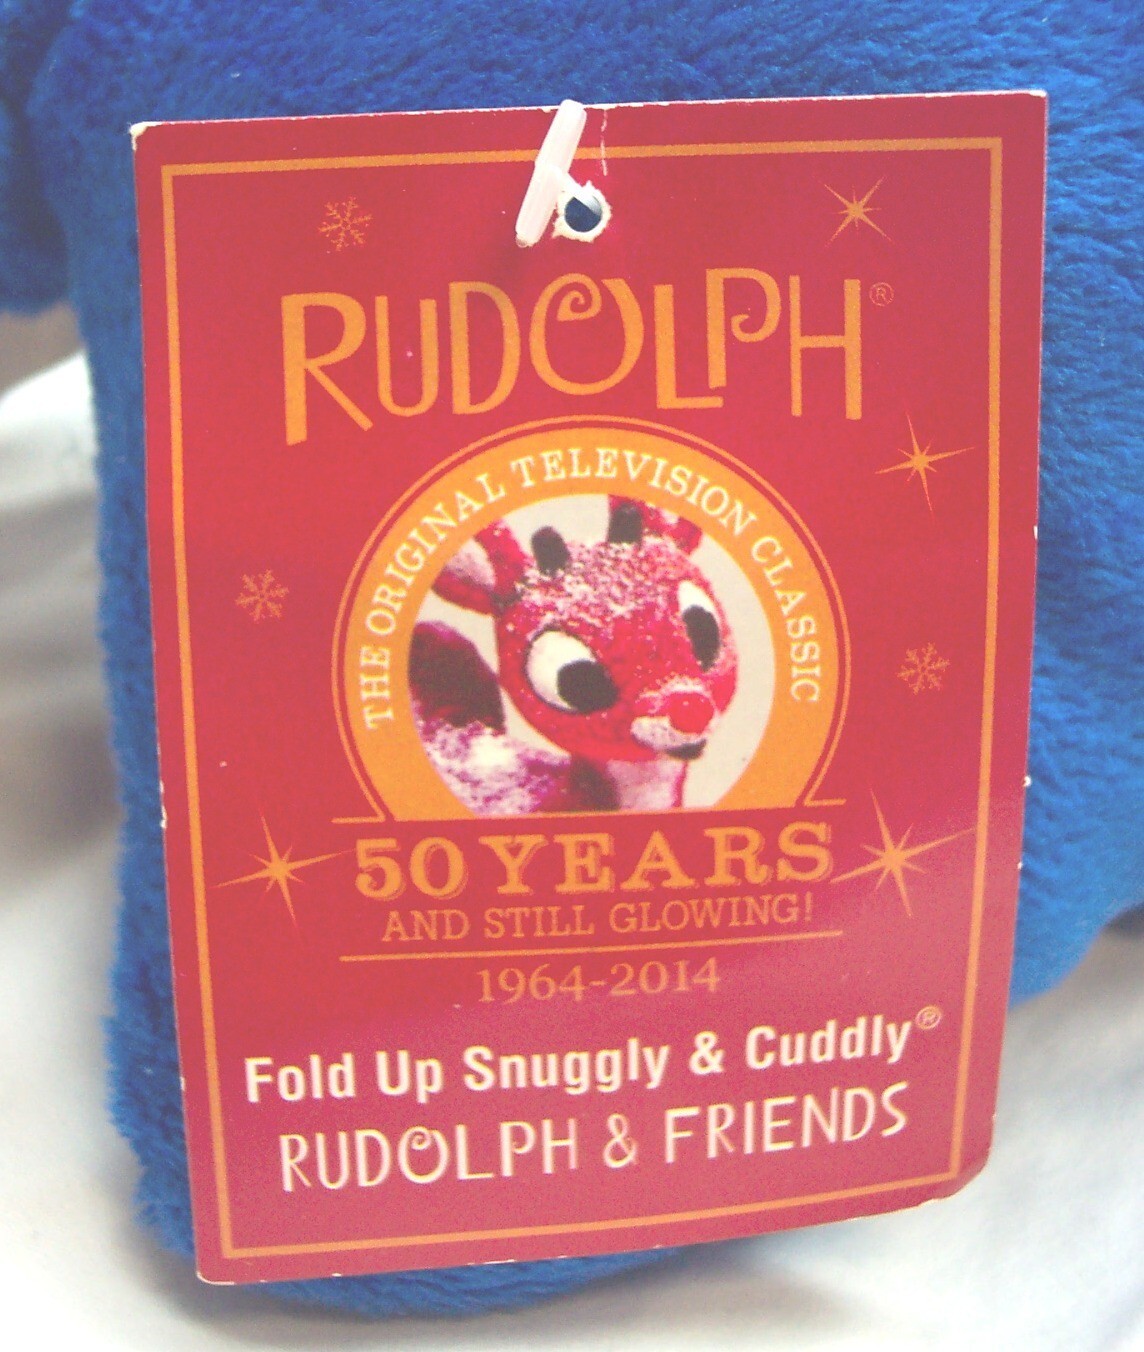 RUDOLPH®
THE ORIGINAL TELEVISION CLASSIC
50 YEARS
AND STILL GLOWING!
1964-2014
Fold Up Snuggly & Cuddly®
RUDOLPH & FRIENDS